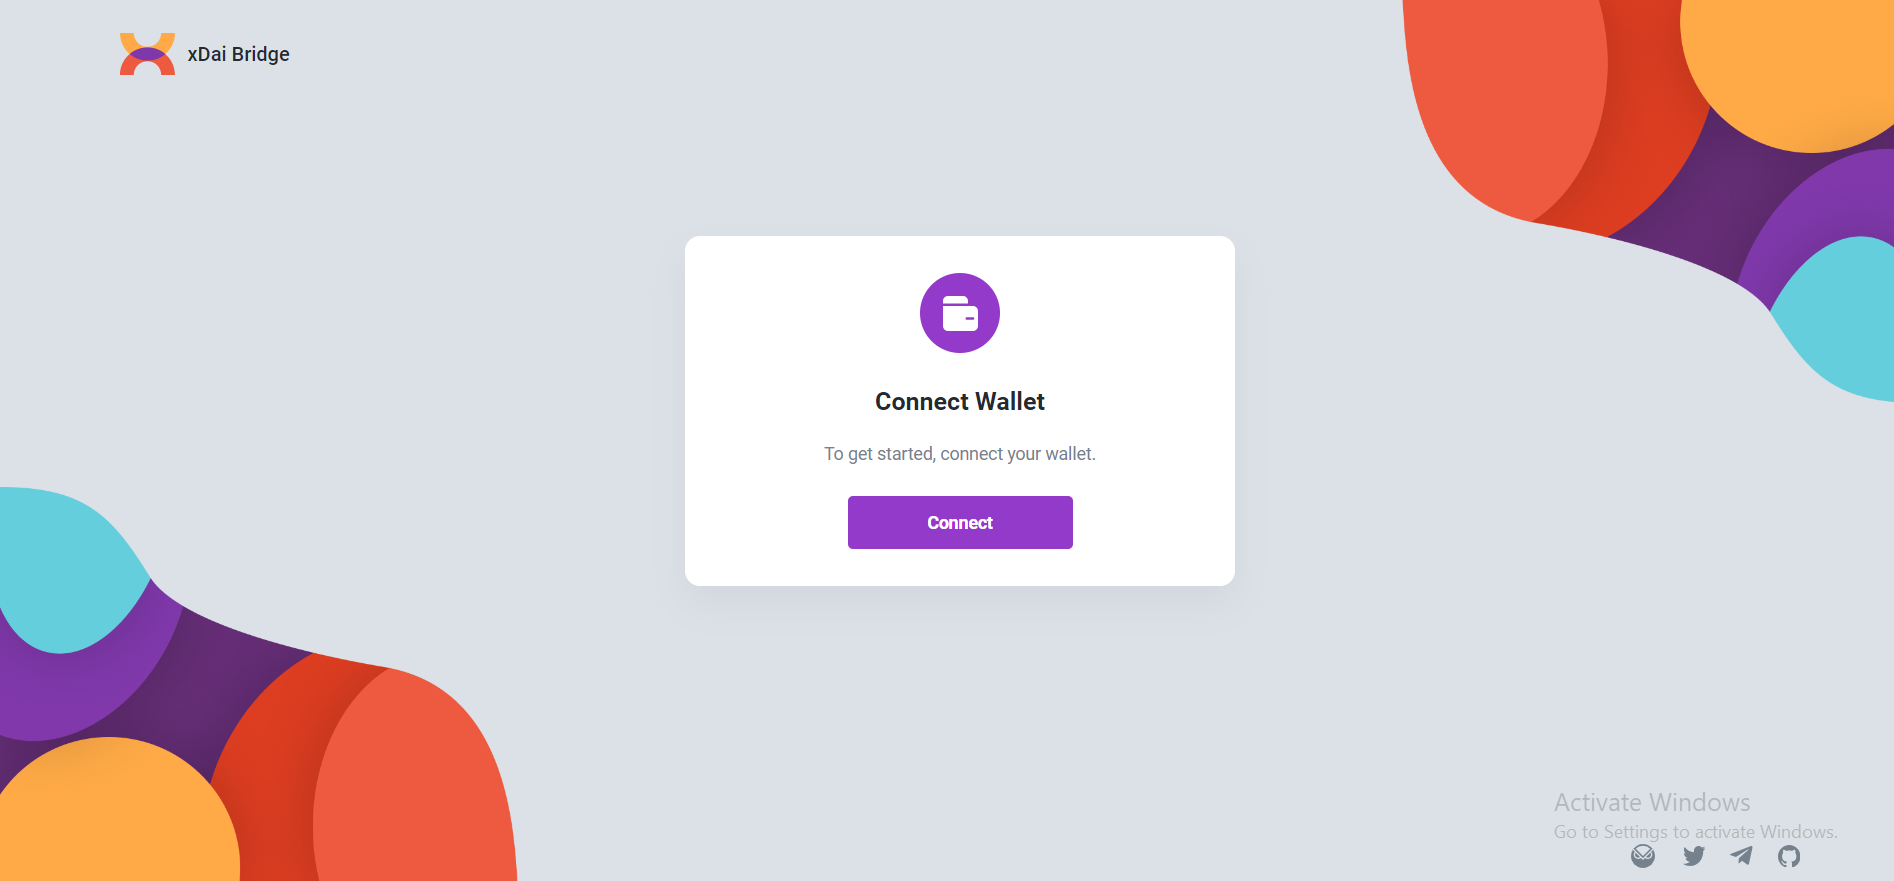 xDai Bridge
Connect Wallet
To get started, connect your wallet.
Connect
Activate Windows
Go to Settings to activate Windows.